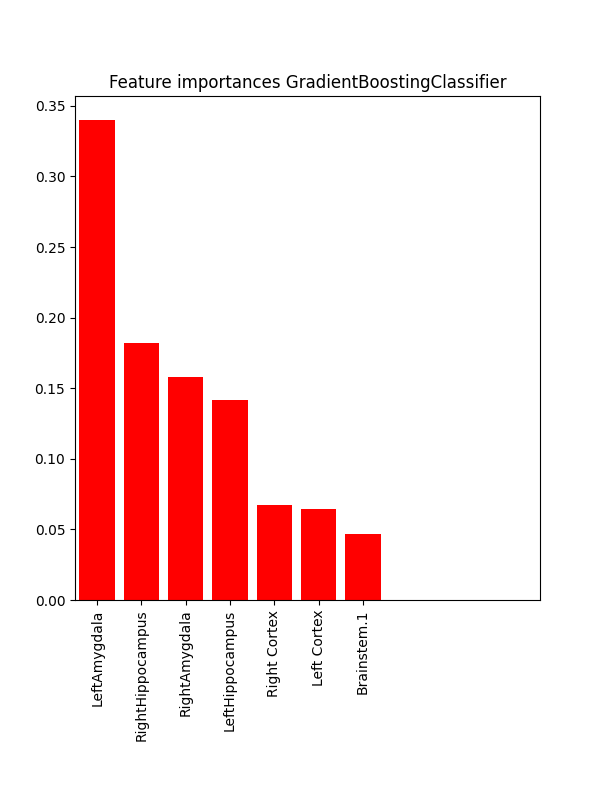 Feature importances GradientBoostingClassifier
0.35
0.30
0.25
0.20
0.15
0.10
0.05
0.00
LeftAmygdala
RightHippocampus
RightAmygdala
LeftHippocampus
Right Cortex
Left Cortex
Brainstem.1